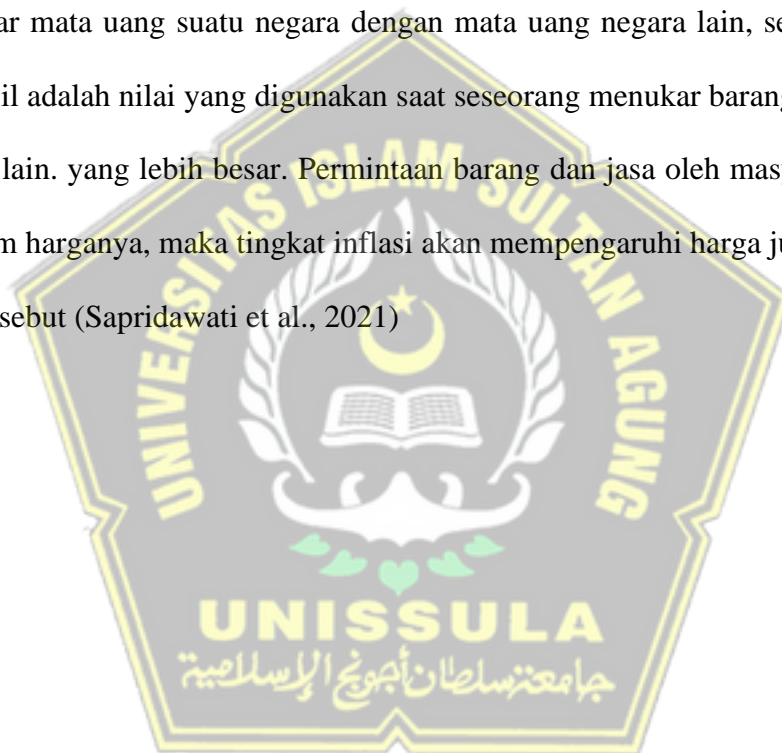 ar mata uang suatu negara dengan mata uang negara lain, se
il adalah nilai yang digunakan saat seseorang menukar barang
lain. yang lebih besar. Permintaan barang dan jasa oleh mas
m harganya, maka tingkat inflasi akan mempengaruhi harga ju
sebut (Sapridawati et al., 2021)
UNIVERSITAS ISLAM SULTAN AGUNG
UNISSULA
جامعة سلطان أجونج الإسلامية